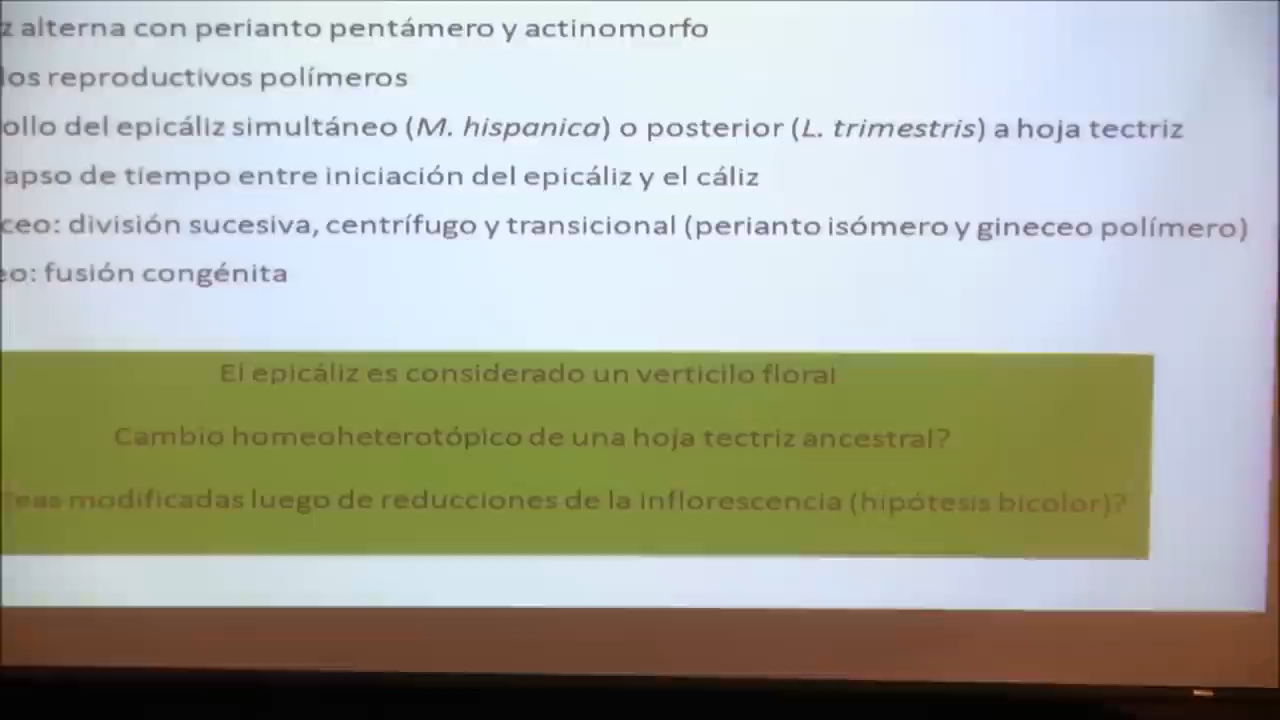 z alterna con perianto pentámero y actinomorfo
los reproductivos polímeros
ollo del epicáliz simultáneo (M. hispanica) o posterior (L. trimestris) a hoja tectriz
apso de tiempo entre iniciación del epicáliz y el cáliz
ceo: división sucesiva, centrífugo y transicional (perianto isómero y gineceo polímero)
eo: fusión congénita
El epicáliz es considerado un verticilo floral
Cambio homeoheterotópico de una hoja tectriz ancestral?
modificadas luego de reducciones de la inflorescencia (hipótesis bicolor)?